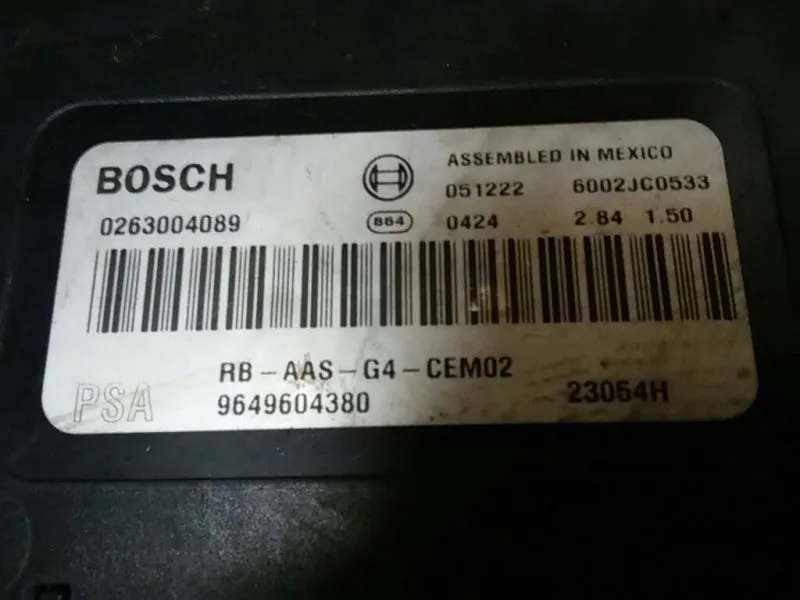 BOSCH
ASSEMBLED IN MEXICO
051222 6002JC0533
0263004089
864
0424 2.84 1.50
RB-AAS-G4-CEM02
PSA
9649604380
23054H